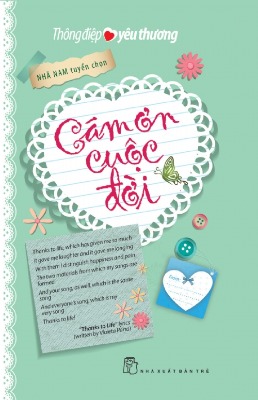 Thông điệp yêu thương
NHÃ NAM tuyển chọn
Cám ơn
cuộc
đời
Thanks to life, which has given me so much
It gave me laughter and it gave me longing
With them I distinguish happiness and pain,
The two materials from which my songs are
formed
And your song, as well, which is the same
song
And everyone's song, which is my
very song
Thanks to life!
"Thanks to Life" lyrics
(written by Violeta Parra)
NHÀ XUẤT BẢN TRẺ